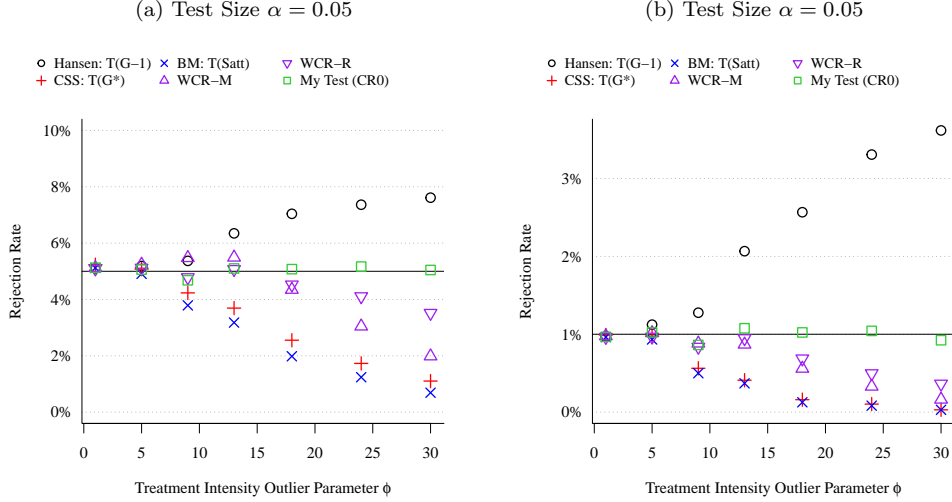 (a) Test Size α = 0.05
Hansen: T(G−1) BM: T(Satt) WCR−R
CSS: T(G*) WCR−M My Test (CR0)
10%
8%
6%
4%
2%
0%
Rejection Rate
0 5 10 15 20 25 30
Treatment Intensity Outlier Parameter ϕ
(b) Test Size α = 0.05
Hansen: T(G−1) BM: T(Satt) WCR−R
CSS: T(G*) WCR−M My Test (CR0)
3%
2%
1%
0%
Rejection Rate
0 5 10 15 20 25 30
Treatment Intensity Outlier Parameter ϕ